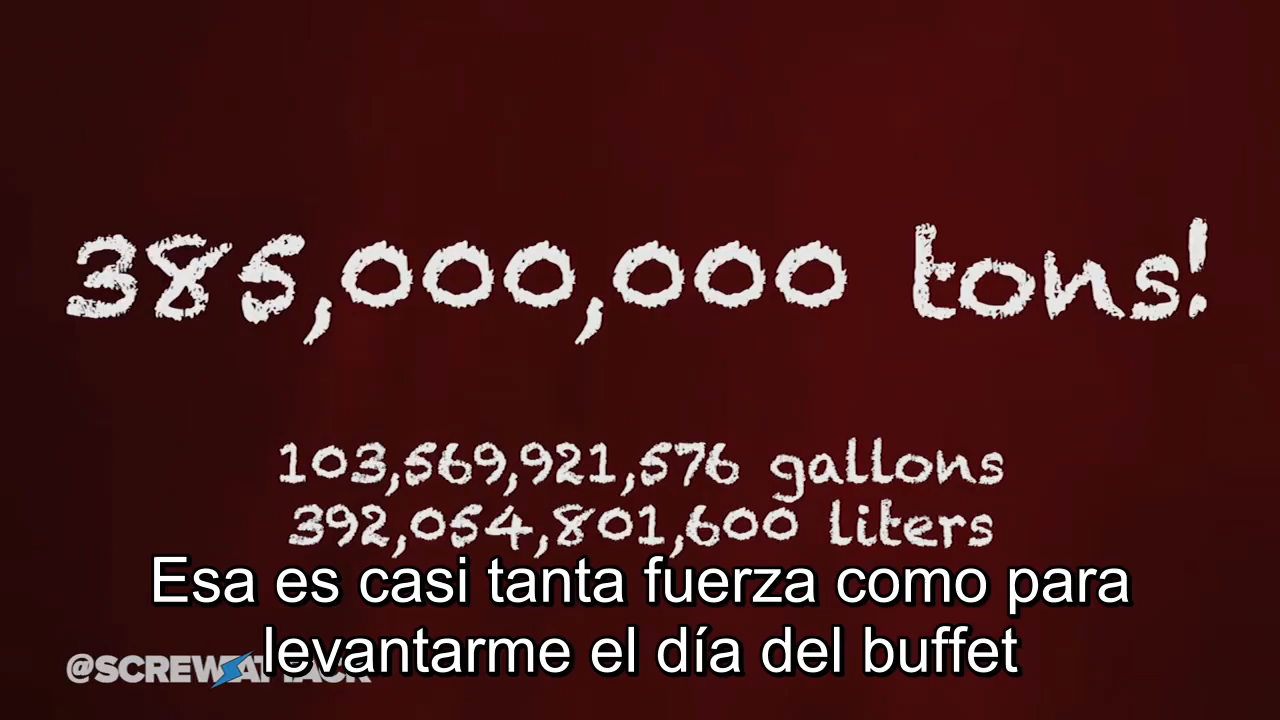 385,000,000 tons!
103,569,921,576 gallons
392,054,801,600 liters
Esa es casi tanta fuerza como para
levantarme el día del buffet
@SCREWATTACK